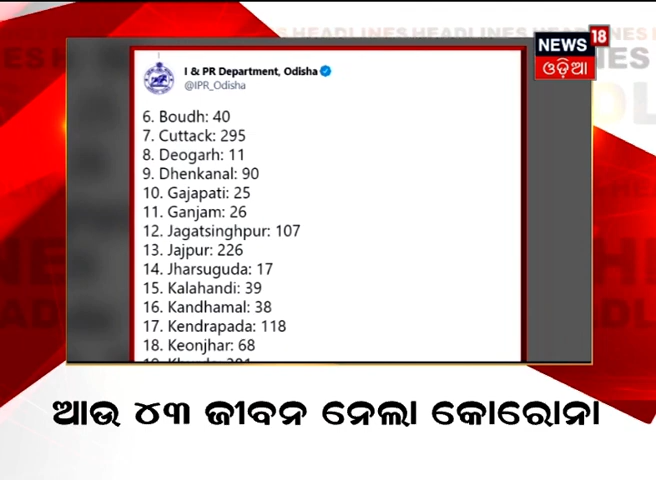 HEADLINES HEADLINES
NEWS 18
ଓଡ଼ିଆ
I & PR Department, Odisha
@IPR_Odisha
6. Boudh: 40
7. Cuttack: 295
8. Deogarh: 11
9. Dhenkanal: 90
10. Gajapati: 25
11. Ganjam: 26
12. Jagatsinghpur: 107
13. Jajpur: 226
14. Jharsuguda: 17
15. Kalahandi: 39
16. Kandhamal: 38
17. Kendrapada: 118
18. Keonjhar: 68
ଆଉ ୪୩ ଜୀବନ ନେଲା କୋରୋନା